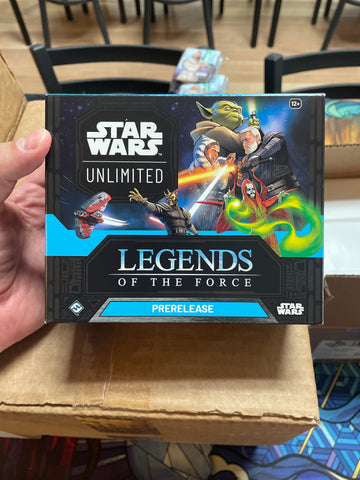 STAR
WARS
UNLIMITED
12+
LEGENDS
OF THE FORCE
PRERELEASE
STAR
WARS